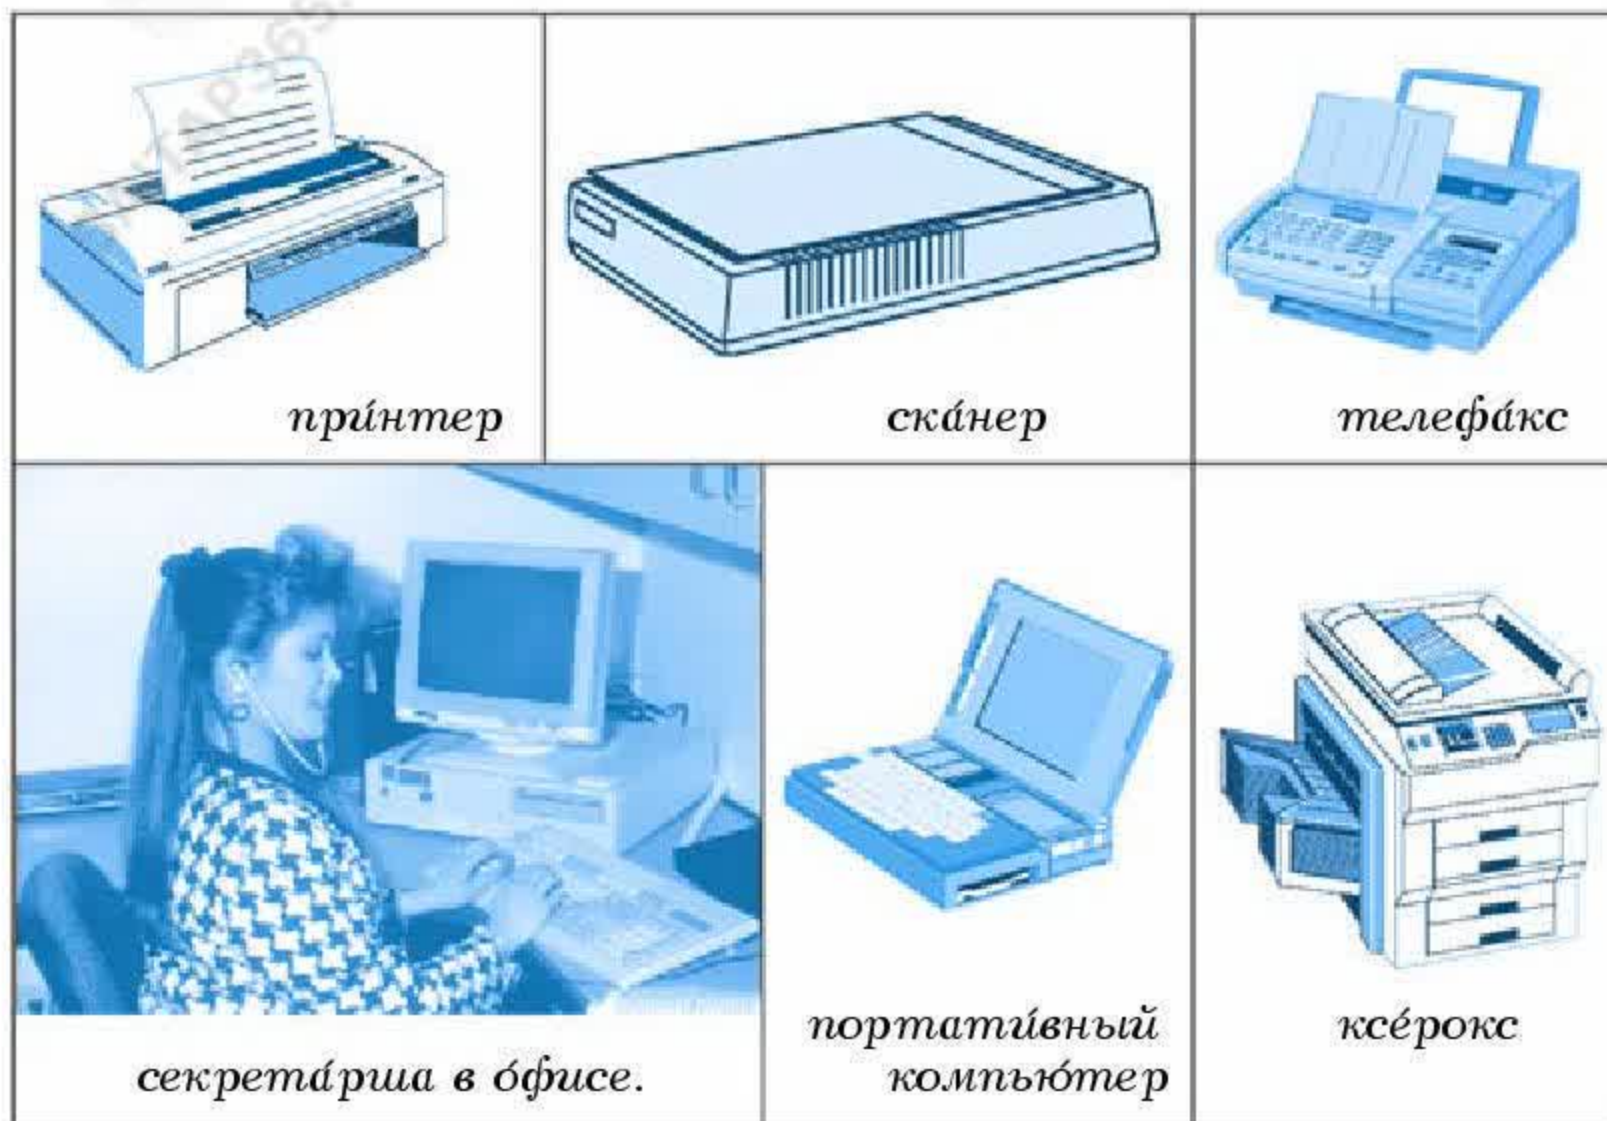 при́нтер
ска́нер
телефа́кс
секрета́рша в о́фисе.
портати́вный
компью́тер
ксе́рокс